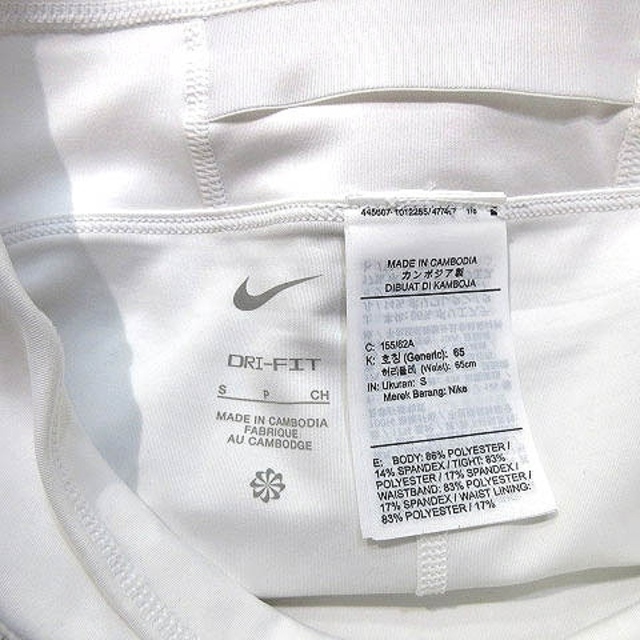 DRI-FIT
S P CH
MADE IN CAMBODIA
FABRIQUE
AU CAMBODGE
MADE IN CAMBODIA
カンボジア製
DIBUAT DI KAMBOJA
C: 155/62A
K: 호칭 (Generic): 65
허리둘레 (Waist): 65cm
IN: Ukuran: S
Merek Barang: Nike
E: BODY: 86% POLYESTER /
14% SPANDEX / TIGHT: 83%
POLYESTER / 17% SPANDEX /
WAISTBAND: 83% POLYESTER /
17% SPANDEX / WAIST LINING:
83% POLYESTER / 17%